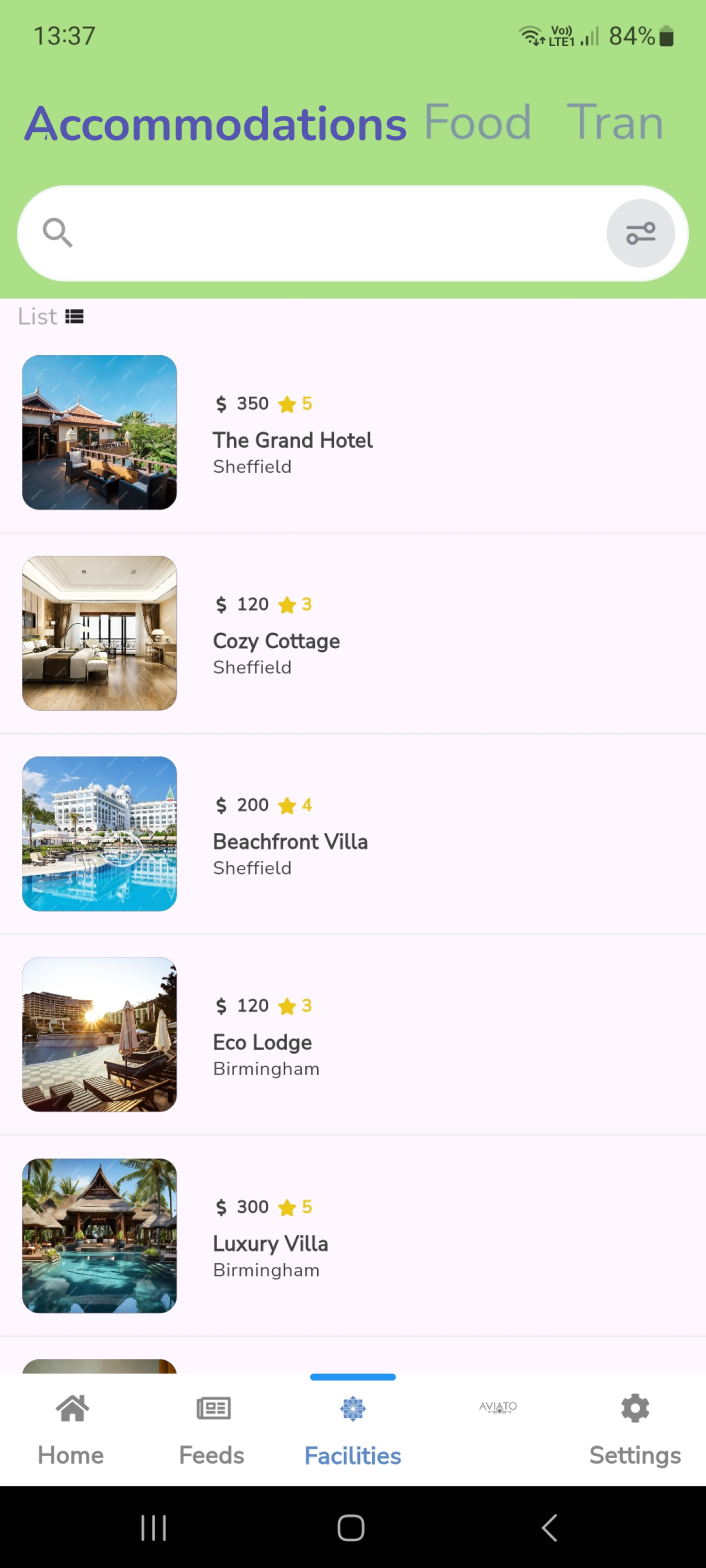 13:37 Vo)) LTE1 84%
Accommodations Food Tran
List
$ 350 5
The Grand Hotel
Sheffield
$ 120 3
Cozy Cottage
Sheffield
$ 200 4
Beachfront Villa
Sheffield
$ 120 3
Eco Lodge
Birmingham
$ 300 5
Luxury Villa
Birmingham
AVIATO
Home Feeds Facilities Settings